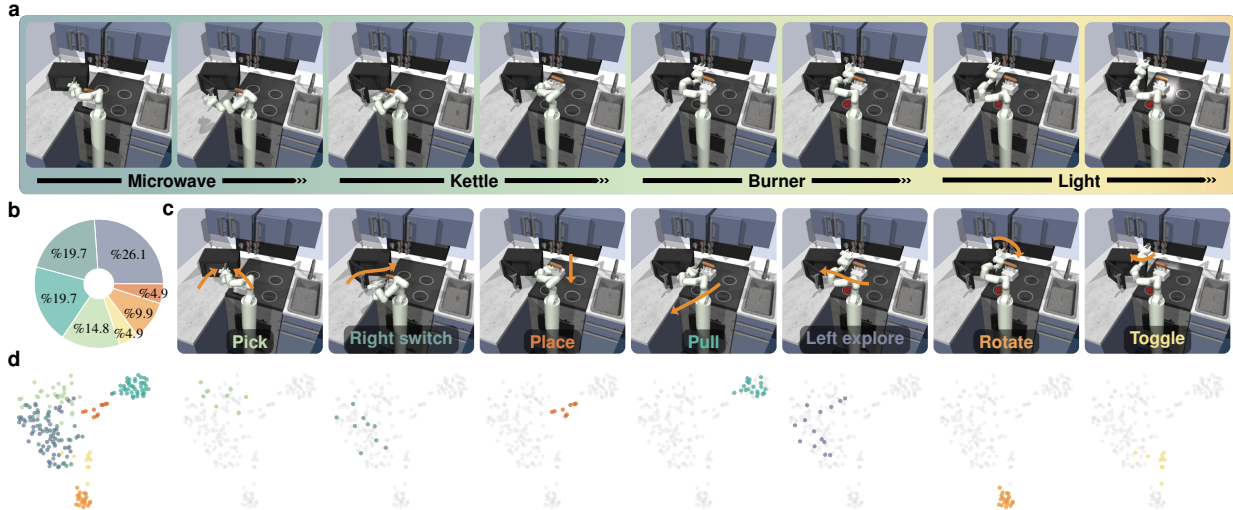 a
Microwave
Kettle
Burner
Light
b
%19.7
%26.1
%19.7
%4.9
%9.9
%14.8
%4.9
c
Pick
Right switch
Place
Pull
Left explore
Rotate
Toggle
d